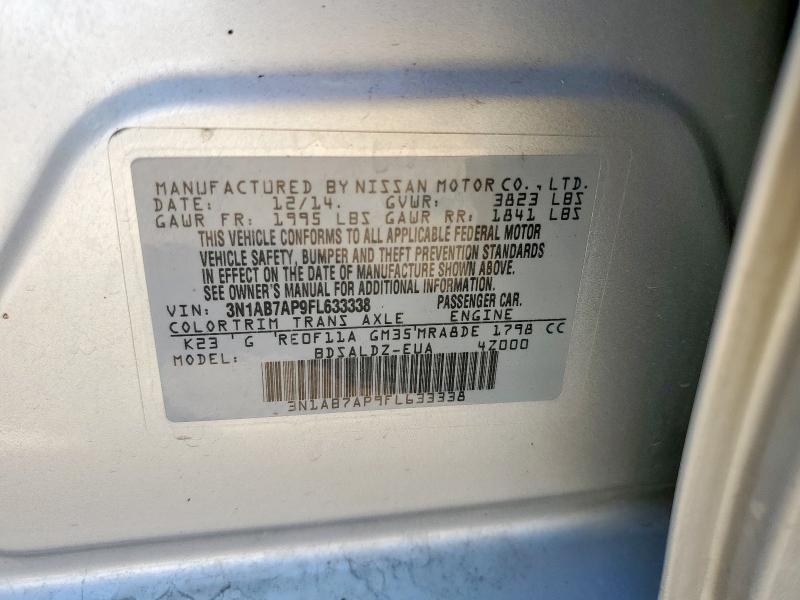 MANUFACTURED BY NISSAN MOTOR CO., LTD.
DATE: 12/14. GVWR: 3823 LBS
GAWR FR: 1995 LBS GAWR RR: 1841 LBS
THIS VEHICLE CONFORMS TO ALL APPLICABLE FEDERAL MOTOR
VEHICLE SAFETY, BUMPER AND THEFT PREVENTION STANDARDS
IN EFFECT ON THE DATE OF MANUFACTURE SHOWN ABOVE.
SEE OWNER'S MANUAL FOR ADDITIONAL INFORMATION.
VIN: 3N1AB7AP9FL633338 PASSENGER CAR.
COLOR TRIM TRANS AXLE ENGINE
K23 G RE0F11A GM35 MRA8DE 1798 CC
MODEL: BDSALDZ-EUA 4Z000
3N1AB7AP9FL633338